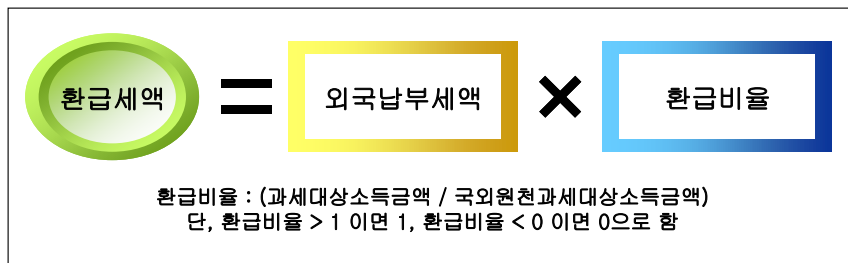 환급세액 = 외국납부세액 × 환급비율
환급비율 : (과세대상소득금액 / 국외원천과세대상소득금액)
단, 환급비율 > 1 이면 1, 환급비율 < 0 이면 0으로 함